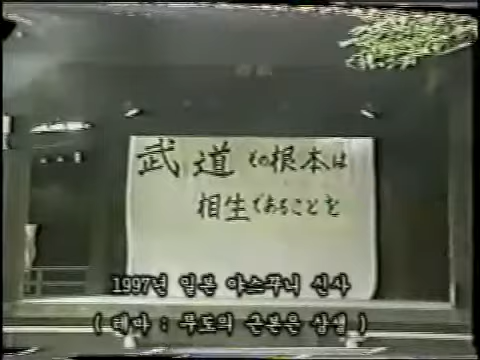 武道その根本は
相生であることを
1997년 일본 야스꾸니 신사
( 테마 : 무도의 근본은 상생 )